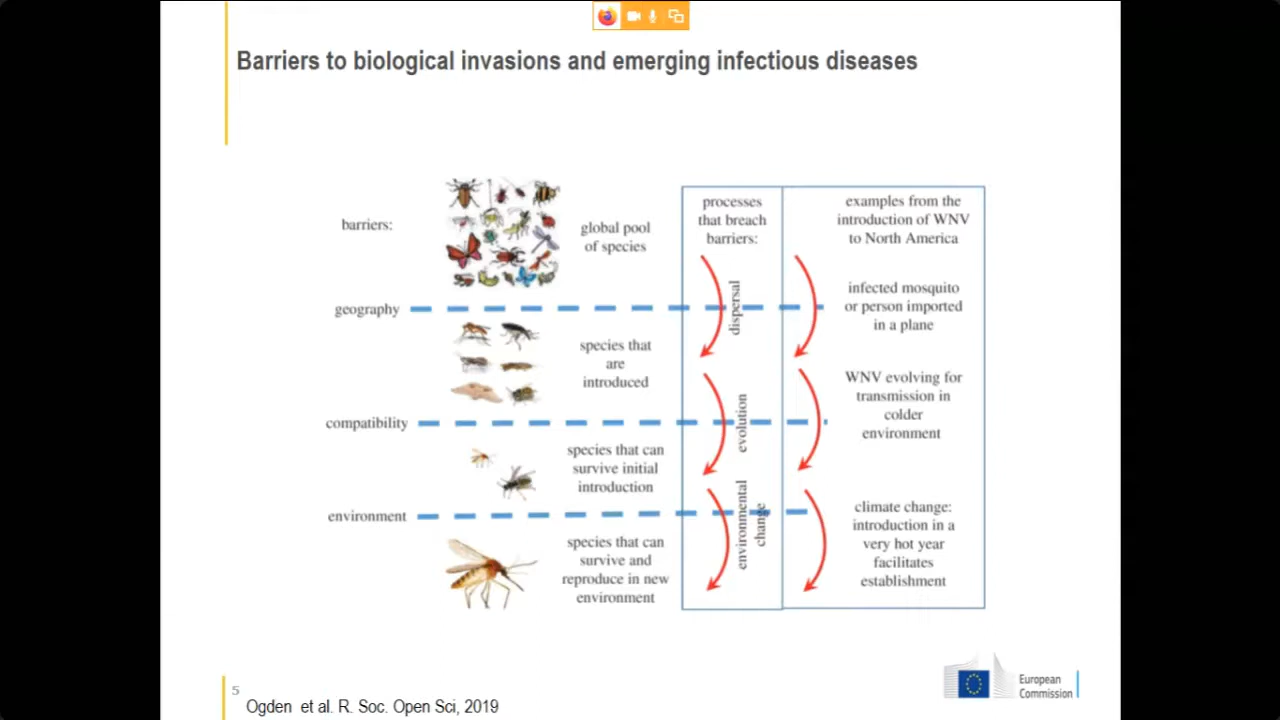 Barriers to biological invasions and emerging infectious diseases
barriers:
global pool
of species
processes
that breach
barriers:
examples from the
introduction of WNV
to North America
geography
dispersal
infected mosquito
or person imported
in a plane
species that
are
introduced
compatibility
evolution
WNV evolving for
transmission in
colder
environment
species that can
survive initial
introduction
environment
environmental
change
climate change:
introduction in a
very hot year
facilitates
establishment
species that can
survive and
reproduce in new
environment
5
Ogden et al. R. Soc. Open Sci, 2019
European
Commission